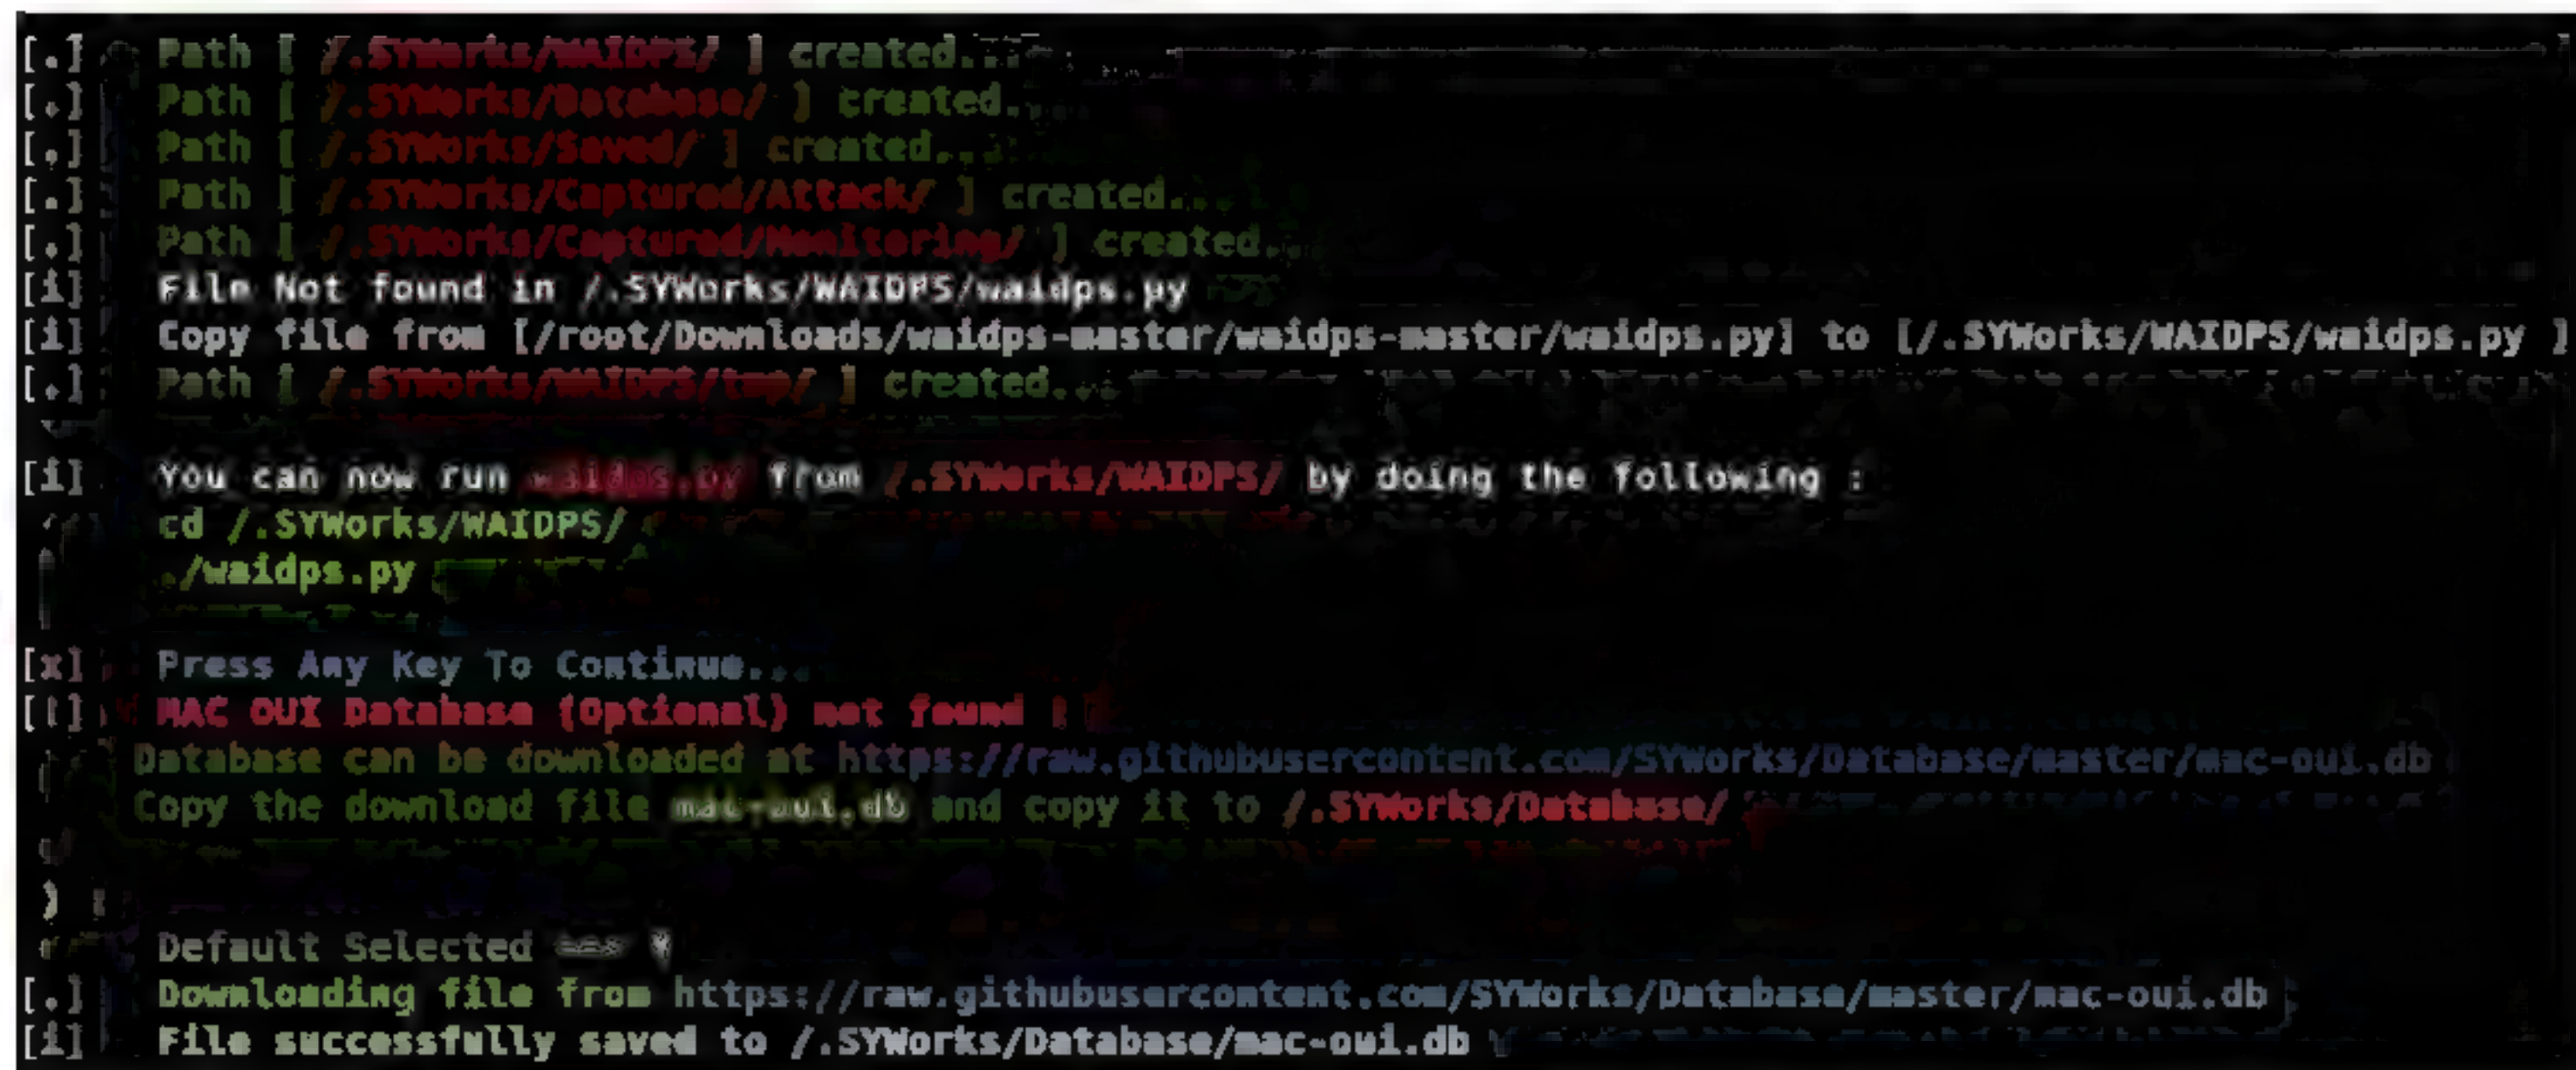 [.] Path [ /.SYWorks/WAIDPS/ ] created...
[.] Path [ /.SYWorks/Database/ ] created...
[.] Path [ /.SYWorks/Saved/ ] created...
[.] Path [ /.SYWorks/Captured/Attack/ ] created...
[.] Path [ /.SYWorks/Captured/Monitoring/ ] created...
[i] File Not found in /.SYWorks/WAIDPS/waidps.py
[i] Copy file from [/root/Downloads/waidps-master/waidps-master/waidps.py] to [/.SYWorks/WAIDPS/waidps.py ]
[.] Path [ /.SYWorks/WAIDPS/tmp/ ] created...
[i] You can now run waidps.py from /.SYWorks/WAIDPS/ by doing the following :
cd /.SYWorks/WAIDPS/
./waidps.py
[x] Press Any Key To Continue...
[!] MAC OUI Database (Optional) not found !
Database can be downloaded at https://raw.githubusercontent.com/SYWorks/Database/master/mac-oui.db
Copy the download file mac-oui.db and copy it to /.SYWorks/Database/
) :
Default Selected Y
[.] Downloading file from https://raw.githubusercontent.com/SYWorks/Database/master/mac-oui.db
[i] File successfully saved to /.SYWorks/Database/mac-oui.db